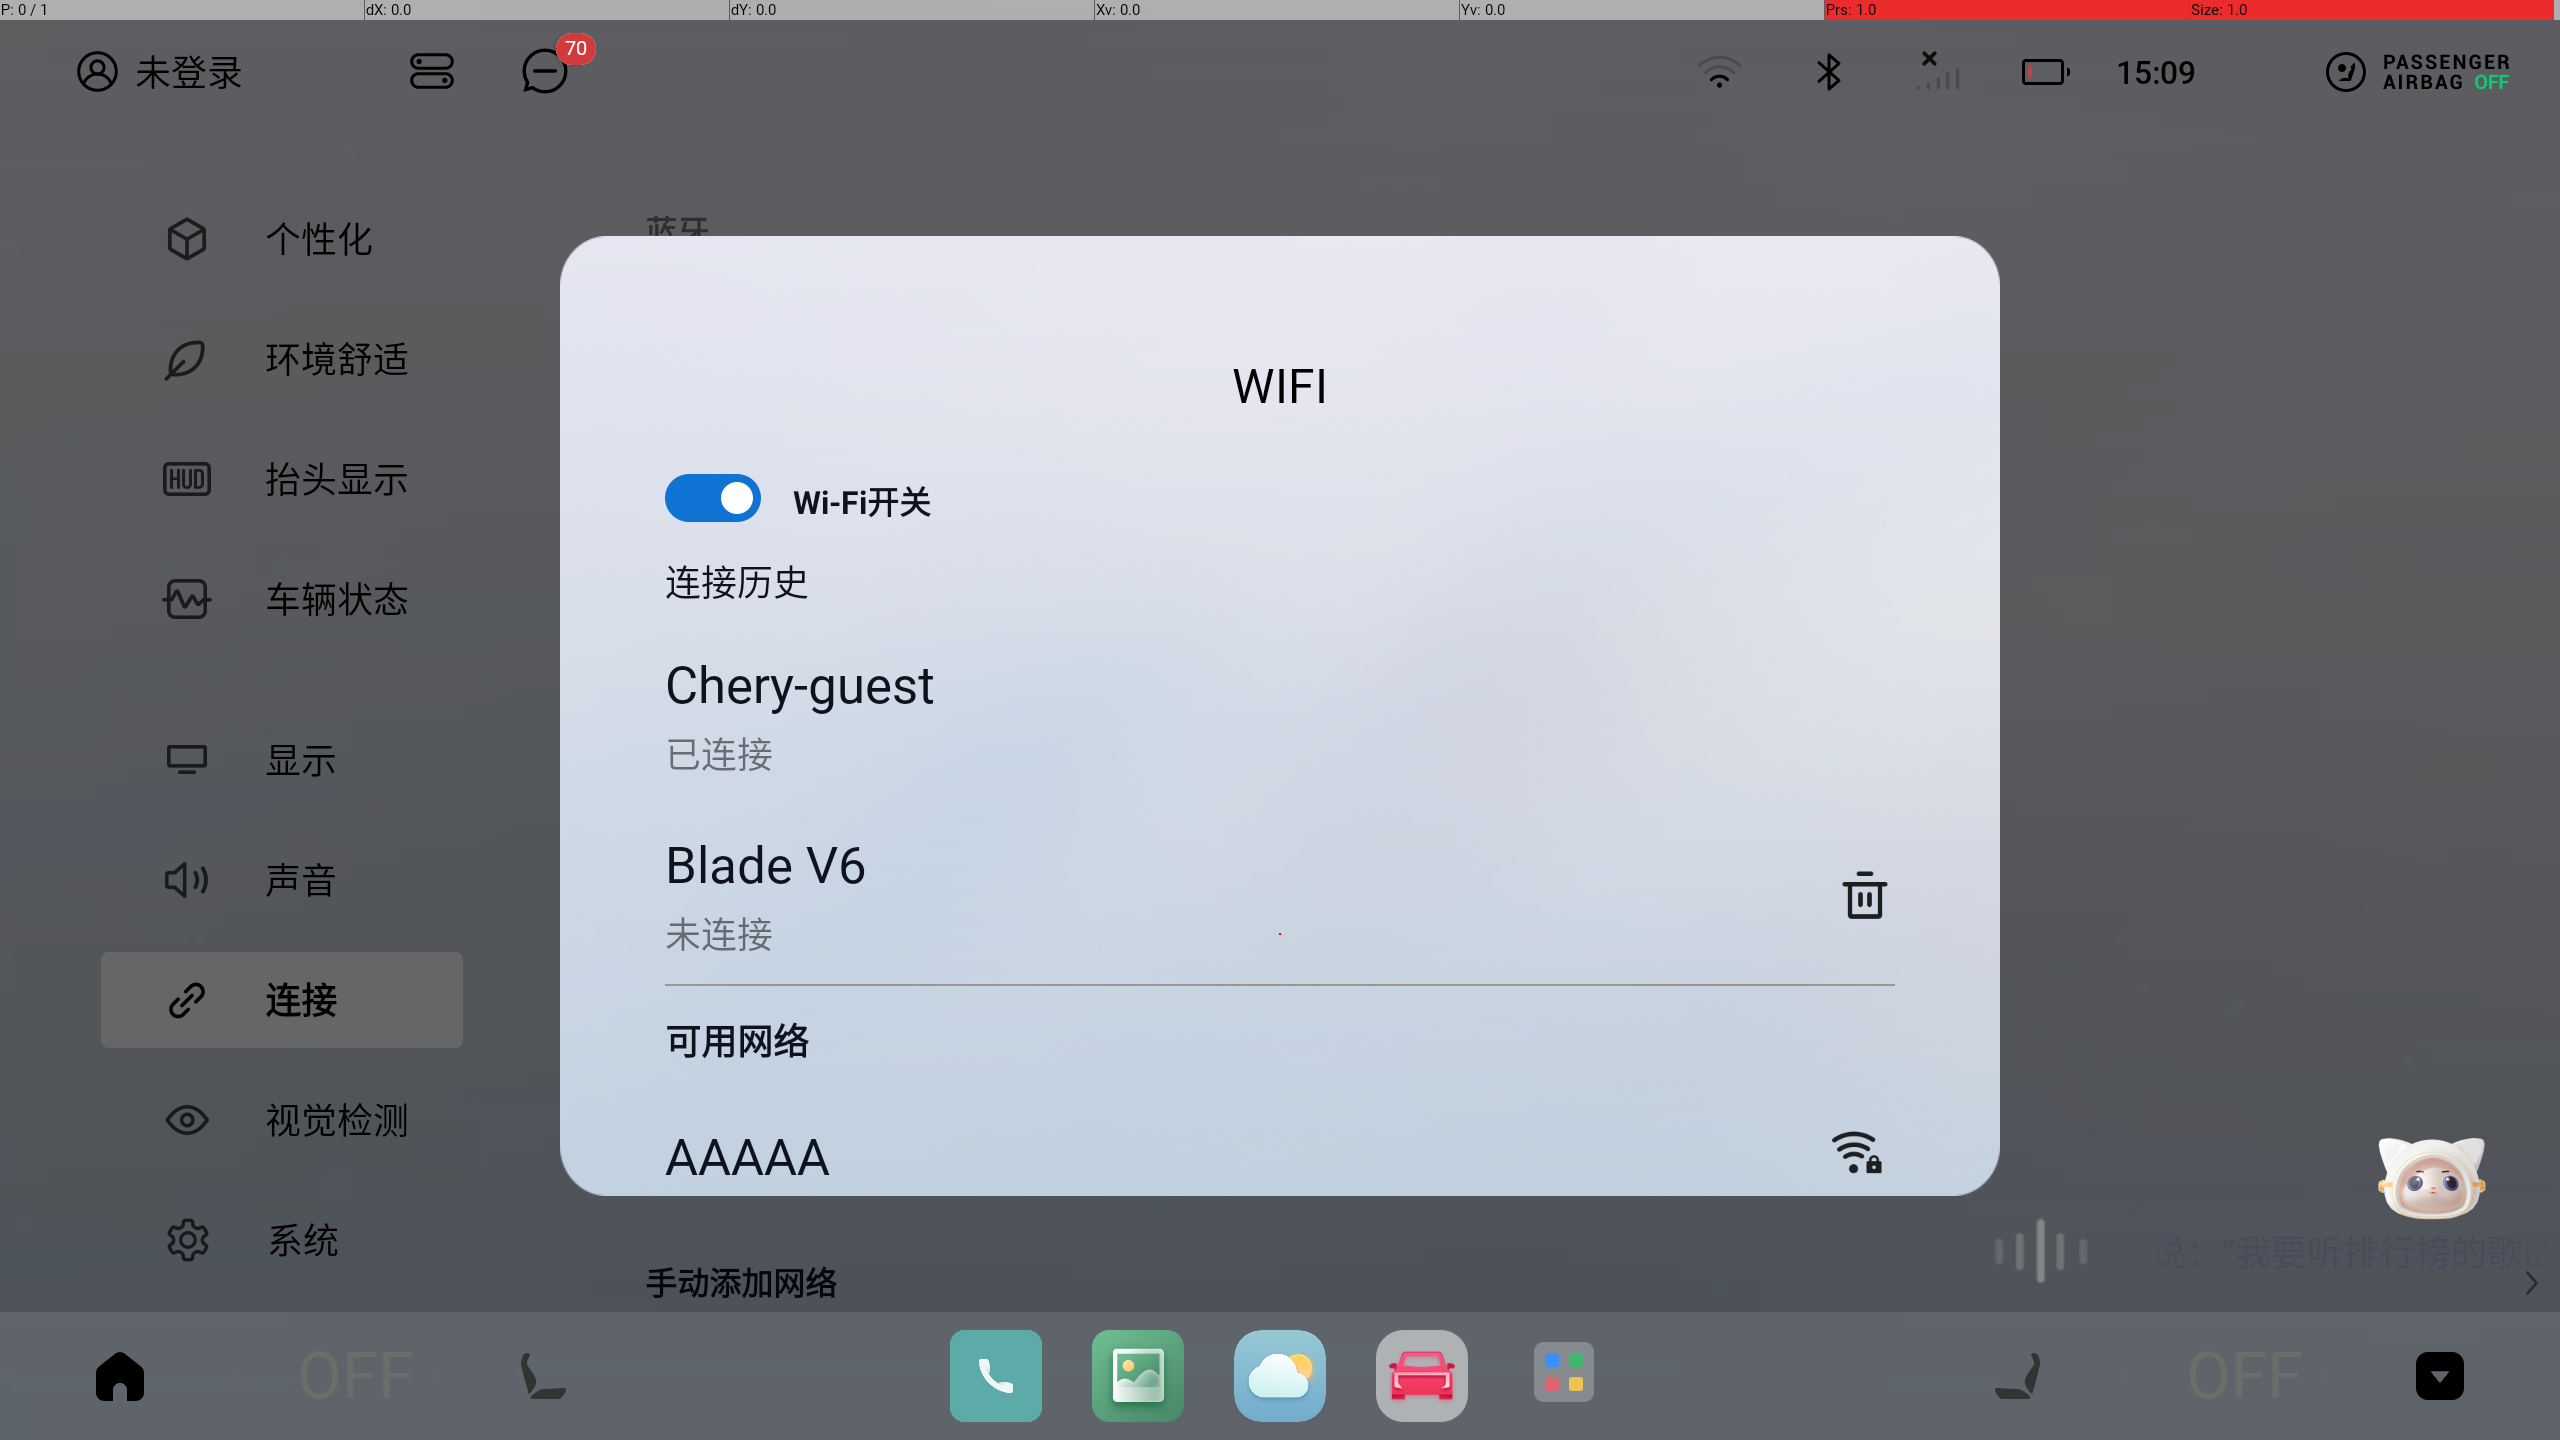 P: 0 / 1
dX: 0.0
dY: 0.0
Xv: 0.0
Yv: 0.0
Prs: 1.0
Size: 1.0
未登录
70
15:09
PASSENGER
AIRBAG OFF
个性化
环境舒适
抬头显示
HUD
车辆状态
显示
声音
连接
视觉检测
系统
蓝牙
WIFI
Wi-Fi开关
连接历史
Chery-guest
已连接
Blade V6
未连接
可用网络
AAAAA
手动添加网络
说：“我要听排行榜的歌
OFF
OFF